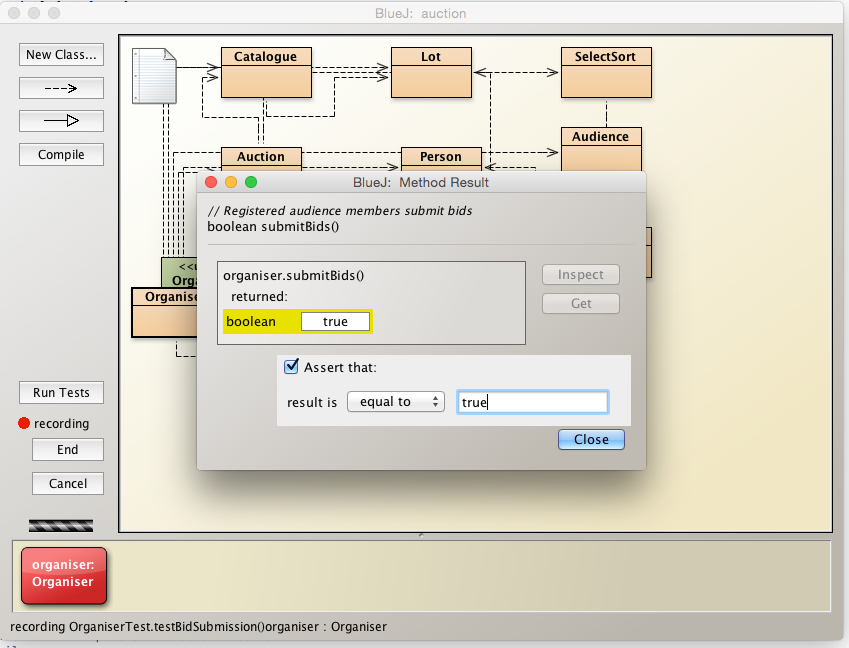 BlueJ: auction
New Class...
Compile
Catalogue
Lot
SelectSort
Audience
Auction
Person
BlueJ: Method Result
// Registered audience members submit bids
boolean submitBids()
organiser.submitBids()
returned:
boolean true
Inspect
Get
Assert that:
result is equal to true
Close
<<u
Org
Organise
Run Tests
recording
End
Cancel
organiser:
Organiser
recording OrganiserTest.testBidSubmission()organiser : Organiser